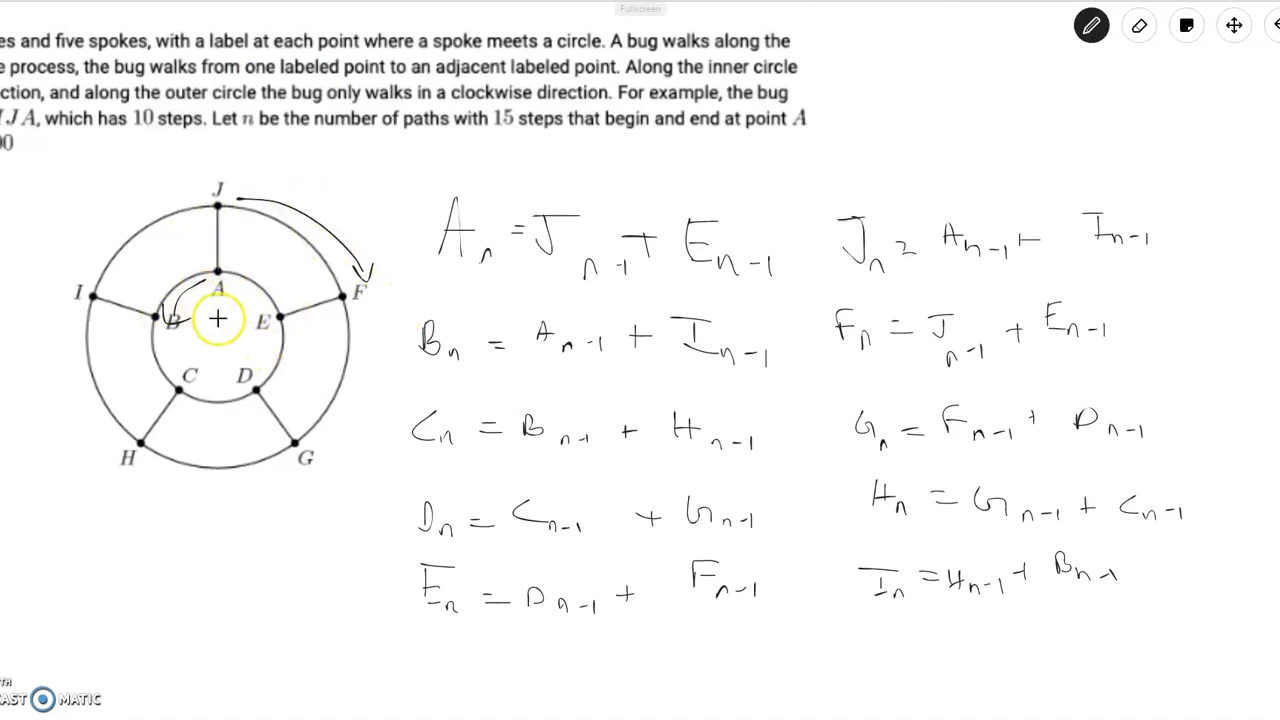 Fullscreen
es and five spokes, with a label at each point where a spoke meets a circle. A bug walks along the
e process, the bug walks from one labeled point to an adjacent labeled point. Along the inner circle
ction, and along the outer circle the bug only walks in a clockwise direction. For example, the bug
IJA, which has 10 steps. Let n be the number of paths with 15 steps that begin and end at point A
00
J
I
F
A
B
E
C
D
H
G
A_n = J_{n-1} + E_{n-1}
J_n = A_{n-1} + I_{n-1}
B_n = A_{n-1} + I_{n-1}
F_n = J_{n-1} + E_{n-1}
C_n = B_{n-1} + H_{n-1}
G_n = F_{n-1} + D_{n-1}
D_n = C_{n-1} + G_{n-1}
H_n = G_{n-1} + C_{n-1}
E_n = D_{n-1} + F_{n-1}
I_n = H_{n-1} + B_{n-1}
AST MATIC